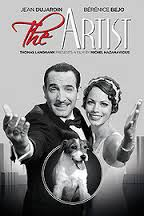 JEAN DUJARDIN BÉRÉNICE BEJO
The
ARTIST
THOMAS LANGMANN PRESENTS A FILM BY MICHEL HAZANAVICIUS